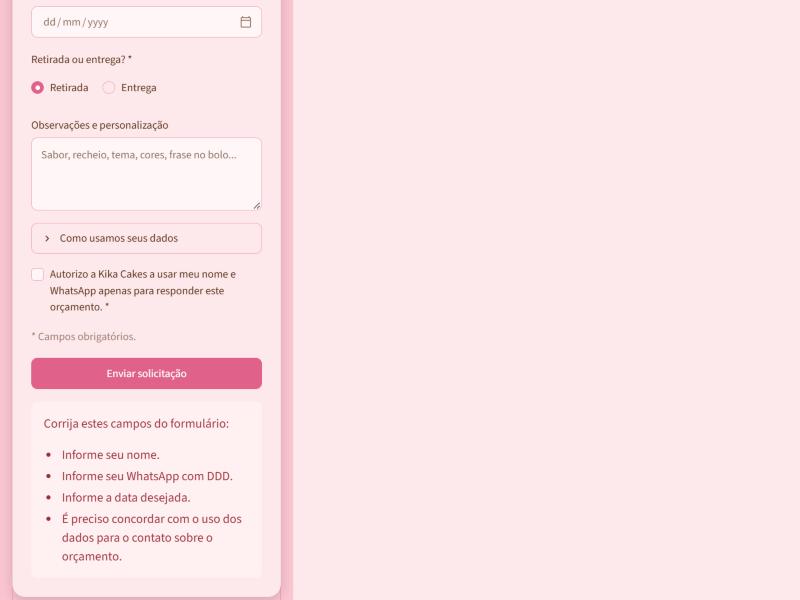 dd / mm / yyyy
Retirada ou entrega? *
Retirada
Entrega
Observações e personalização
Sabor, recheio, tema, cores, frase no bolo...
Como usamos seus dados
Autorizo a Kika Cakes a usar meu nome e
WhatsApp apenas para responder este
orçamento. *
* Campos obrigatórios.
Enviar solicitação
Corrija estes campos do formulário:
Informe seu nome.
Informe seu WhatsApp com DDD.
Informe a data desejada.
É preciso concordar com o uso dos
dados para o contato sobre o
orçamento.